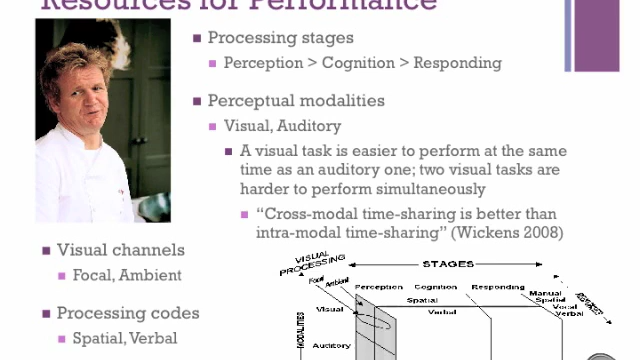 Resources for Performance
Processing stages
Perception > Cognition > Responding
Perceptual modalities
Visual, Auditory
A visual task is easier to perform at the same
time as an auditory one; two visual tasks are
harder to perform simultaneously
“Cross-modal time-sharing is better than
intra-modal time-sharing” (Wickens 2008)
Visual channels
Focal, Ambient
Processing codes
Spatial, Verbal
VISUAL
PROCESSING
STAGES
Focal
Ambient
Perception Cognition Responding
Manual
Spatial
Vocal
Verbal
Spatial
Verbal
Visual
Auditory
MODALITIES